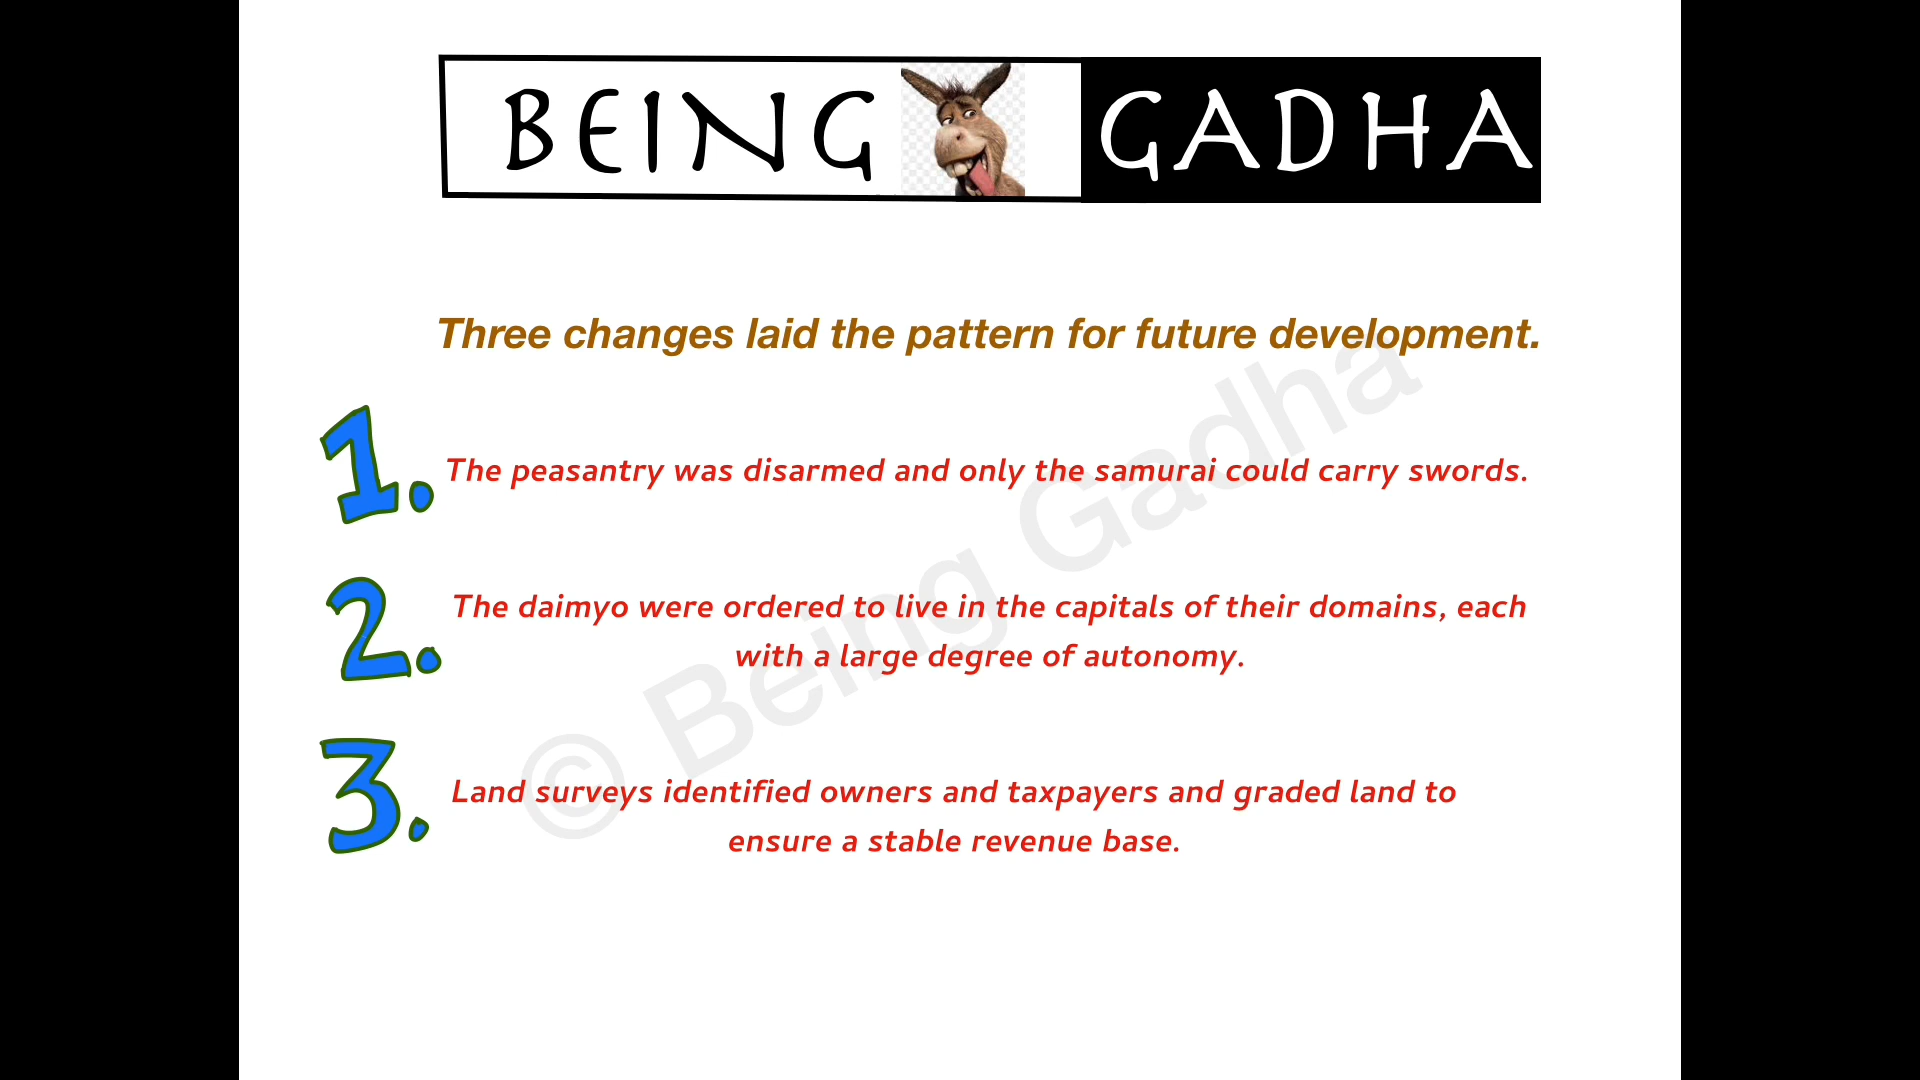 BEING GADHA
Three changes laid the pattern for future development.
1. The peasantry was disarmed and only the samurai could carry swords.
2. The daimyo were ordered to live in the capitals of their domains, each
with a large degree of autonomy.
3. Land surveys identified owners and taxpayers and graded land to
ensure a stable revenue base.
© Being Gadha